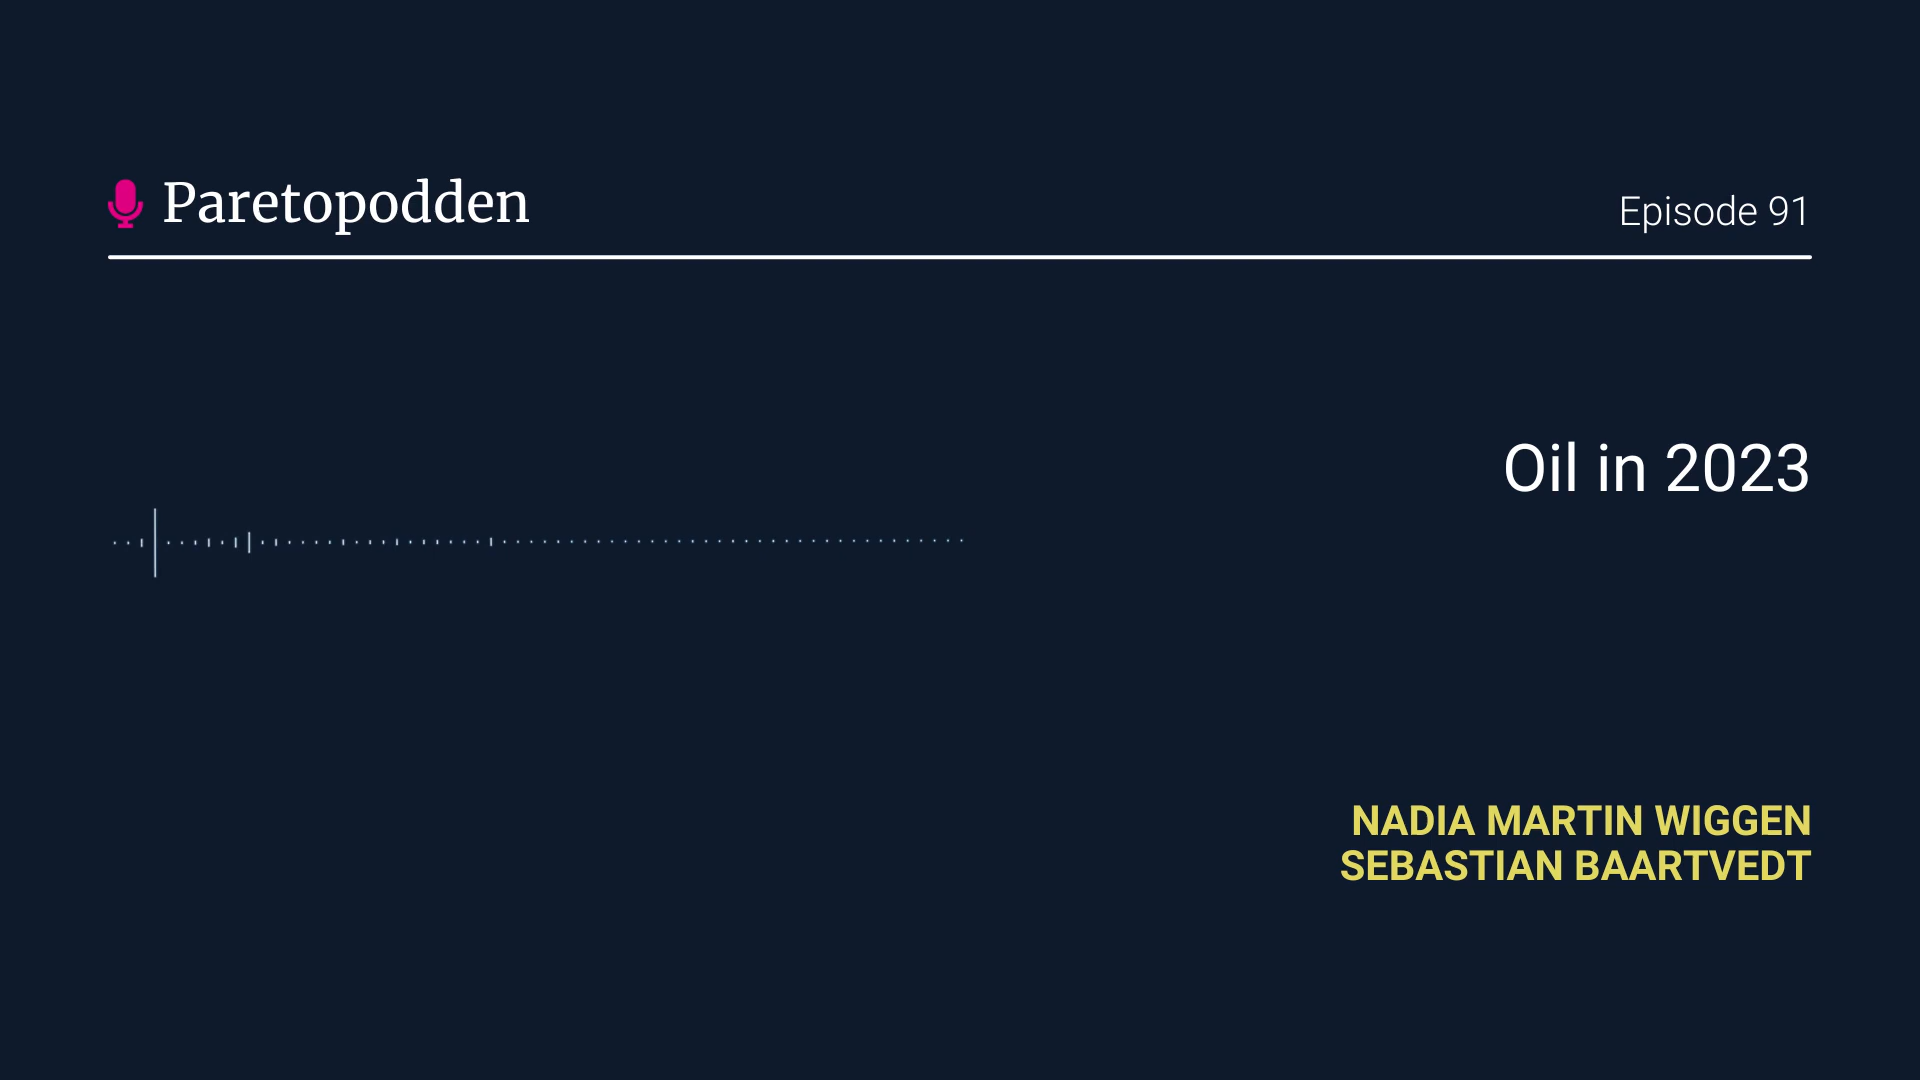 Paretopodden
Episode 91
Oil in 2023
NADIA MARTIN WIGGEN
SEBASTIAN BAARTVEDT